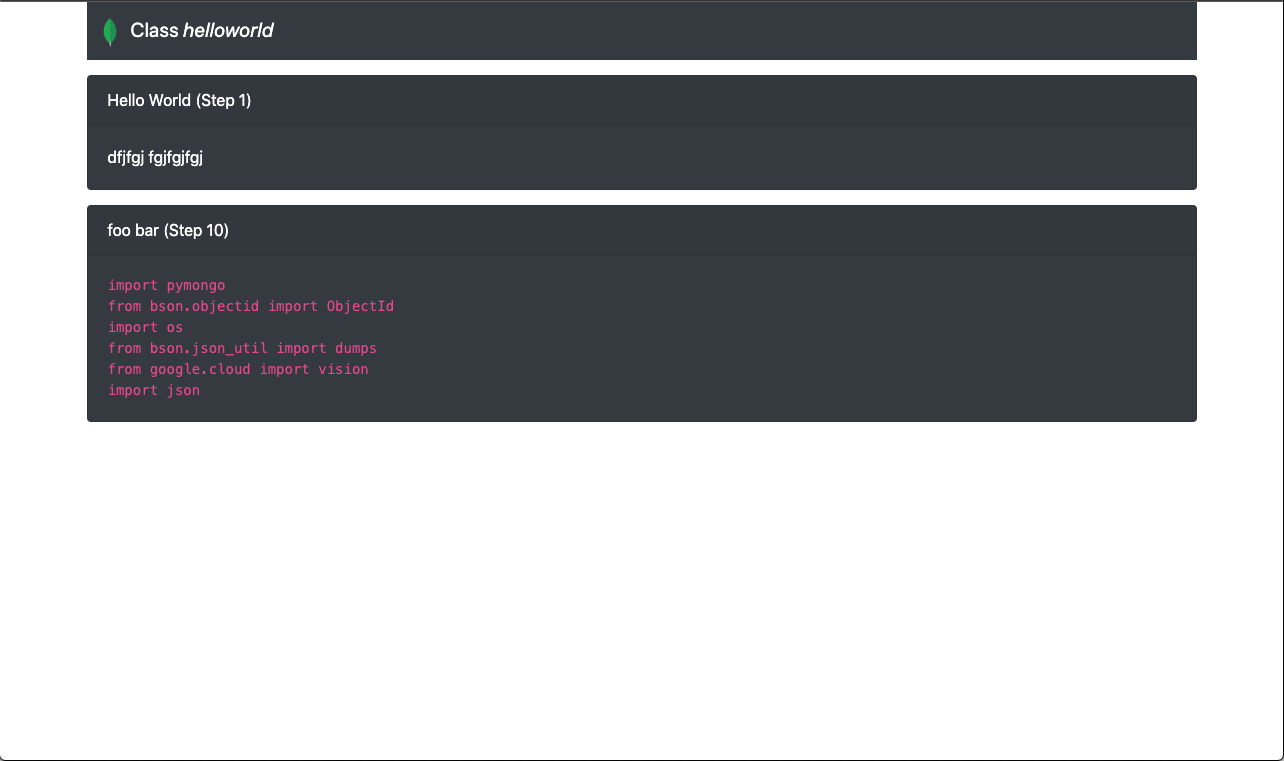 Class helloworld
Hello World (Step 1)
dfjfgj fgjfgjfgj
foo bar (Step 10)
import pymongo
from bson.objectid import ObjectId
import os
from bson.json_util import dumps
from google.cloud import vision
import json